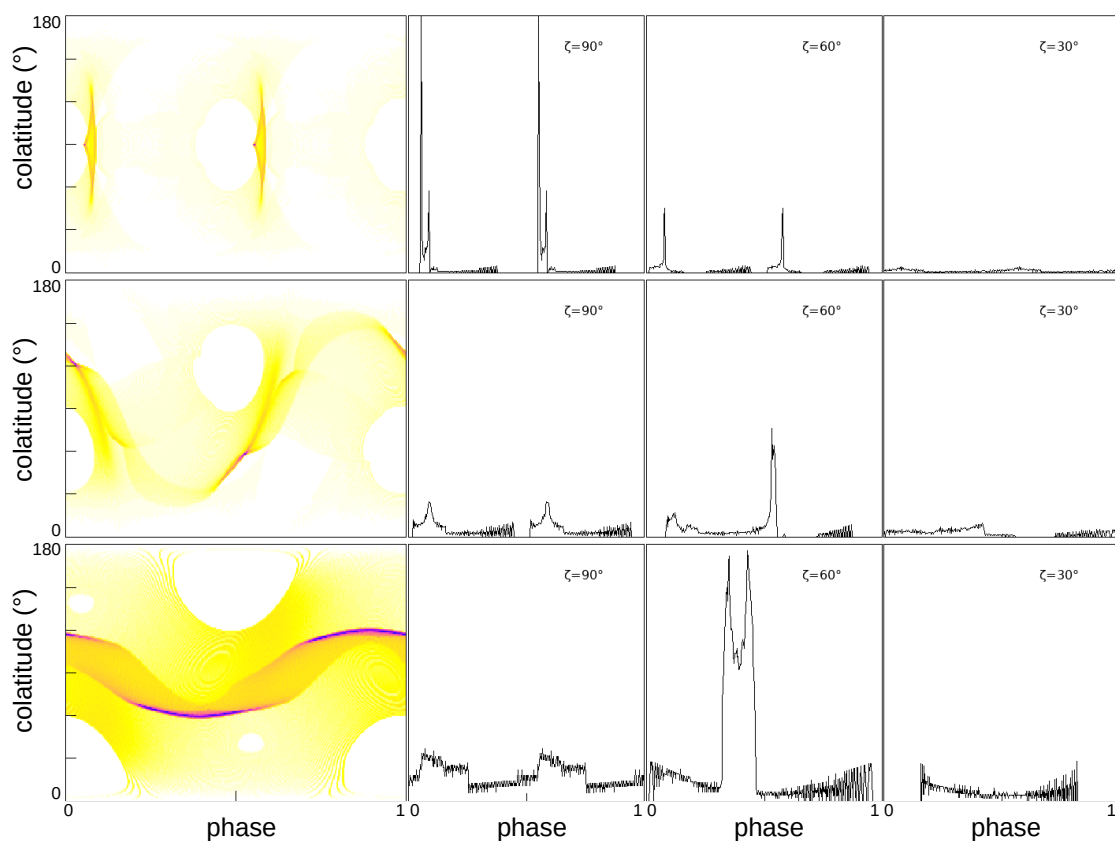 180
colatitude (°)
0
ζ=90°
ζ=60°
ζ=30°
180
colatitude (°)
0
ζ=90°
ζ=60°
ζ=30°
180
colatitude (°)
0
ζ=90°
ζ=60°
ζ=30°
0 1 0 1 0 1 0 1
phase phase phase phase